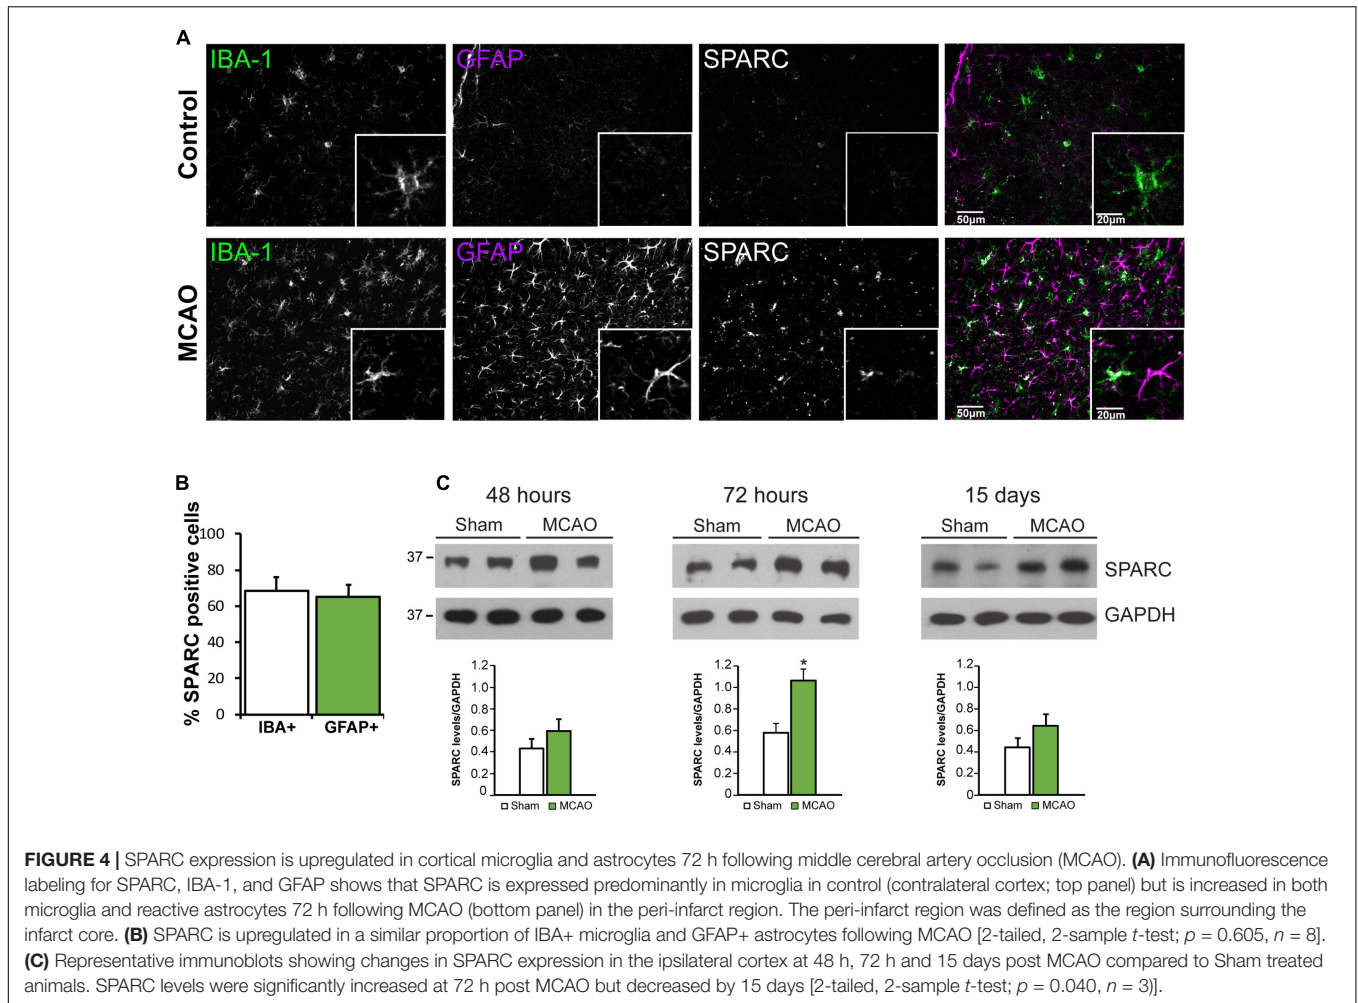 A
IBA-1 GFAP SPARC
Control
50µm 20µm
IBA-1 GFAP SPARC
MCAO
50µm 20µm
B
% SPARC positive cells
100
80
60
40
20
0
IBA+ GFAP+
C
48 hours 72 hours 15 days
Sham MCAO Sham MCAO Sham MCAO
37 SPARC
37 GAPDH
SPARC levels/GAPDH
1.2
1.0
0.8
0.6
0.4
0.2
0
Sham MCAO
SPARC levels/GAPDH
1.2
1.0
0.8
0.6
0.4
0.2
0
*
Sham MCAO
SPARC levels/GAPDH
1.2
1.0
0.8
0.6
0.4
0.2
0
Sham MCAO
FIGURE 4 | SPARC expression is upregulated in cortical microglia and astrocytes 72 h following middle cerebral artery occlusion (MCAO). (A) Immunofluorescence
labeling for SPARC, IBA-1, and GFAP shows that SPARC is expressed predominantly in microglia in control (contralateral cortex; top panel) but is increased in both
microglia and reactive astrocytes 72 h following MCAO (bottom panel) in the peri-infarct region. The peri-infarct region was defined as the region surrounding the
infarct core. (B) SPARC is upregulated in a similar proportion of IBA+ microglia and GFAP+ astrocytes following MCAO [2-tailed, 2-sample t-test; p = 0.605, n = 8].
(C) Representative immunoblots showing changes in SPARC expression in the ipsilateral cortex at 48 h, 72 h and 15 days post MCAO compared to Sham treated
animals. SPARC levels were significantly increased at 72 h post MCAO but decreased by 15 days [2-tailed, 2-sample t-test; p = 0.040, n = 3)].